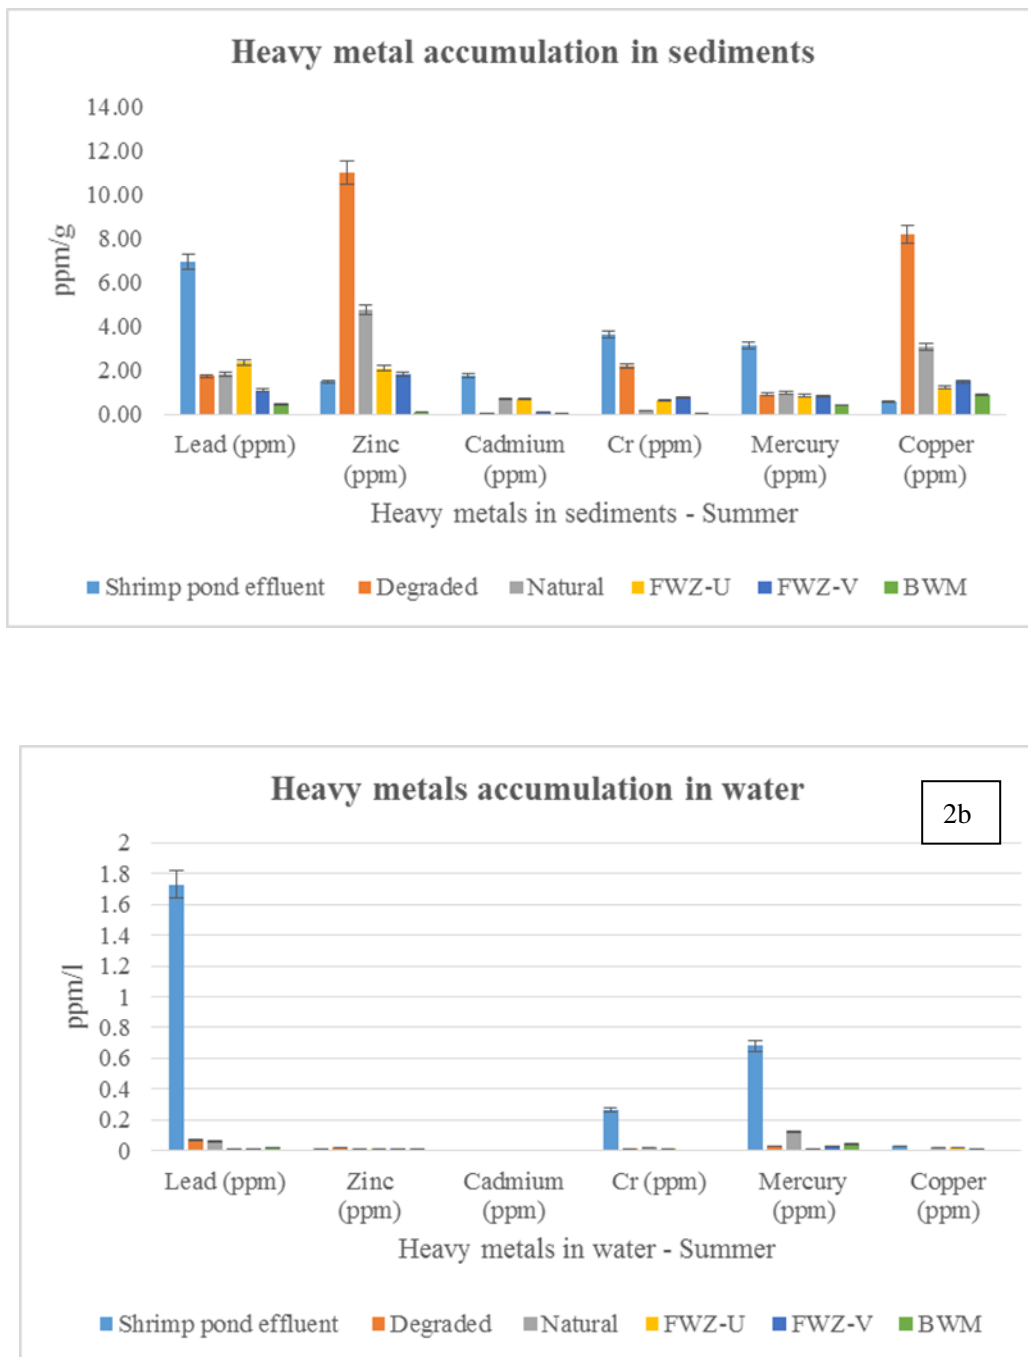 Heavy metal accumulation in sediments
14.00
12.00
10.00
8.00
6.00
4.00
2.00
0.00
ppm/g
Lead (ppm) Zinc (ppm) Cadmium (ppm) Cr (ppm) Mercury (ppm) Copper (ppm)
Heavy metals in sediments - Summer
Shrimp pond effluent Degraded Natural FWZ-U FWZ-V BWM
Heavy metals accumulation in water
2b
2
1.8
1.6
1.4
1.2
1
0.8
0.6
0.4
0.2
0
ppm/l
Lead (ppm) Zinc (ppm) Cadmium (ppm) Cr (ppm) Mercury (ppm) Copper (ppm)
Heavy metals in water - Summer
Shrimp pond effluent Degraded Natural FWZ-U FWZ-V BWM